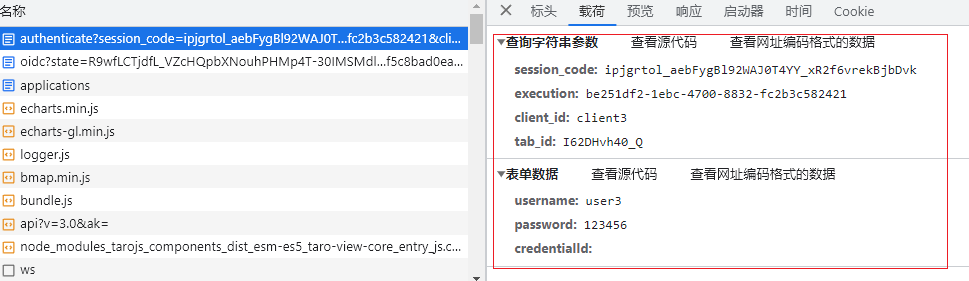 名称
authenticate?session_code=ipjgrtol_aebFygBl92WAJ0T...fc2b3c582421&cli...
oidc?state=R9wfLCTjdfL_VZcHQpbXNouhPHMp4T-30IMSMdl...f5c8bad0ea...
applications
echarts.min.js
echarts-gl.min.js
logger.js
bmap.min.js
bundle.js
api?v=3.0&ak=
node_modules_tarojs_components_dist_esm-es5_taro-view-core_entry_js.c...
ws
标头 载荷 预览 响应 启动器 时间 Cookie
▼查询字符串参数 查看源代码 查看网址编码格式的数据
session_code: ipjgrtol_aebFygBl92WAJ0T4YY_xR2f6vrekBjbDvk
execution: be251df2-1ebc-4700-8832-fc2b3c582421
client_id: client3
tab_id: I62DHvh40_Q
▼表单数据 查看源代码 查看网址编码格式的数据
username: user3
password: 123456
credentialId: